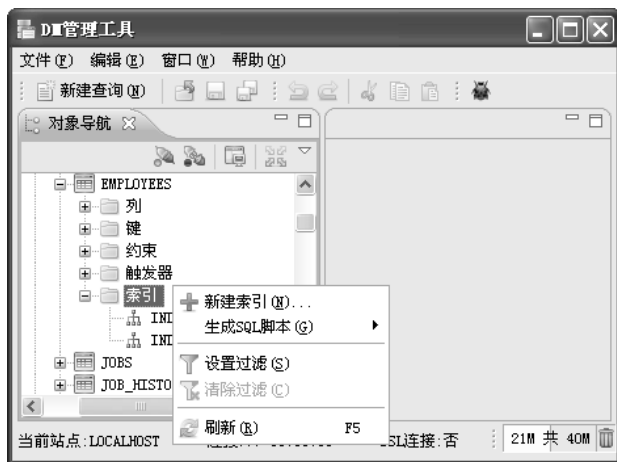 DM管理工具
文件(F) 编辑(E) 窗口(W) 帮助(H)
新建查询(N)
对象导航
EMPLOYEES
列
键
约束
触发器
索引
新建索引(N)...
IND
生成SQL脚本(G)
IND
JOBS
设置过滤(S)
JOB_HISTO
清除过滤(C)
刷新(R) F5
当前站点:LOCALHOST SL连接:否 21M 共 40M